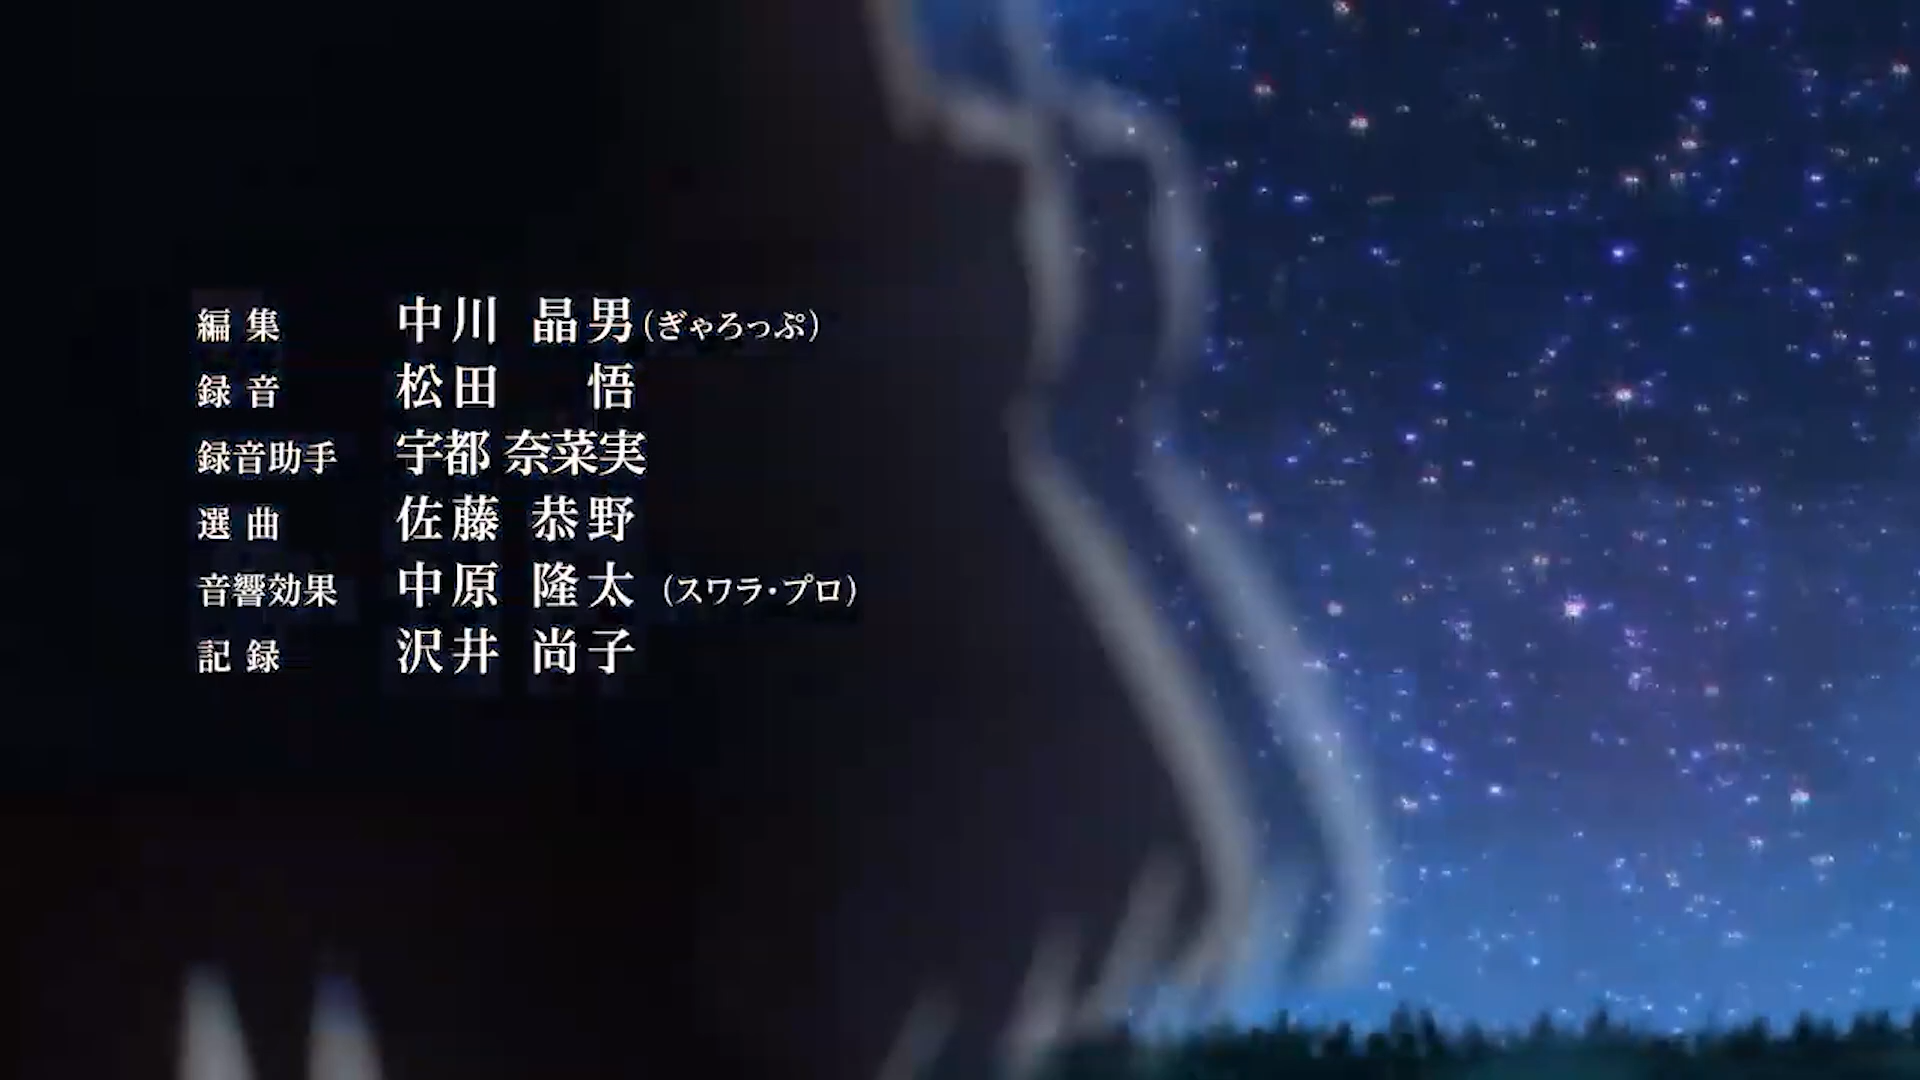 編集 中川 晶男(ぎゃろっぷ)
録音 松田 悟
録音助手 宇都 奈菜実
選曲 佐藤 恭野
音響効果 中原 隆太 (スワラ・プロ)
記録 沢井 尚子